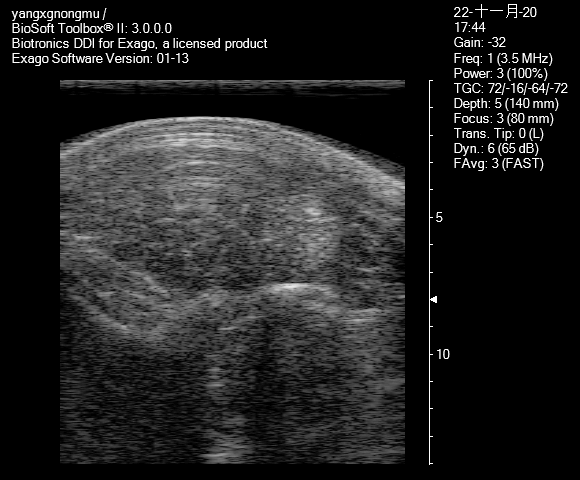 yangxgnongmu /
BioSoft Toolbox® II: 3.0.0.0
Biotronics DDI for Exago, a licensed product
Exago Software Version: 01-13
22-十一月-20
17:44
Gain: -32
Freq: 1 (3.5 MHz)
Power: 3 (100%)
TGC: 72/-16/-64/-72
Depth: 5 (140 mm)
Focus: 3 (80 mm)
Trans. Tip: 0 (L)
Dyn.: 6 (65 dB)
FAvg: 3 (FAST)
5
10